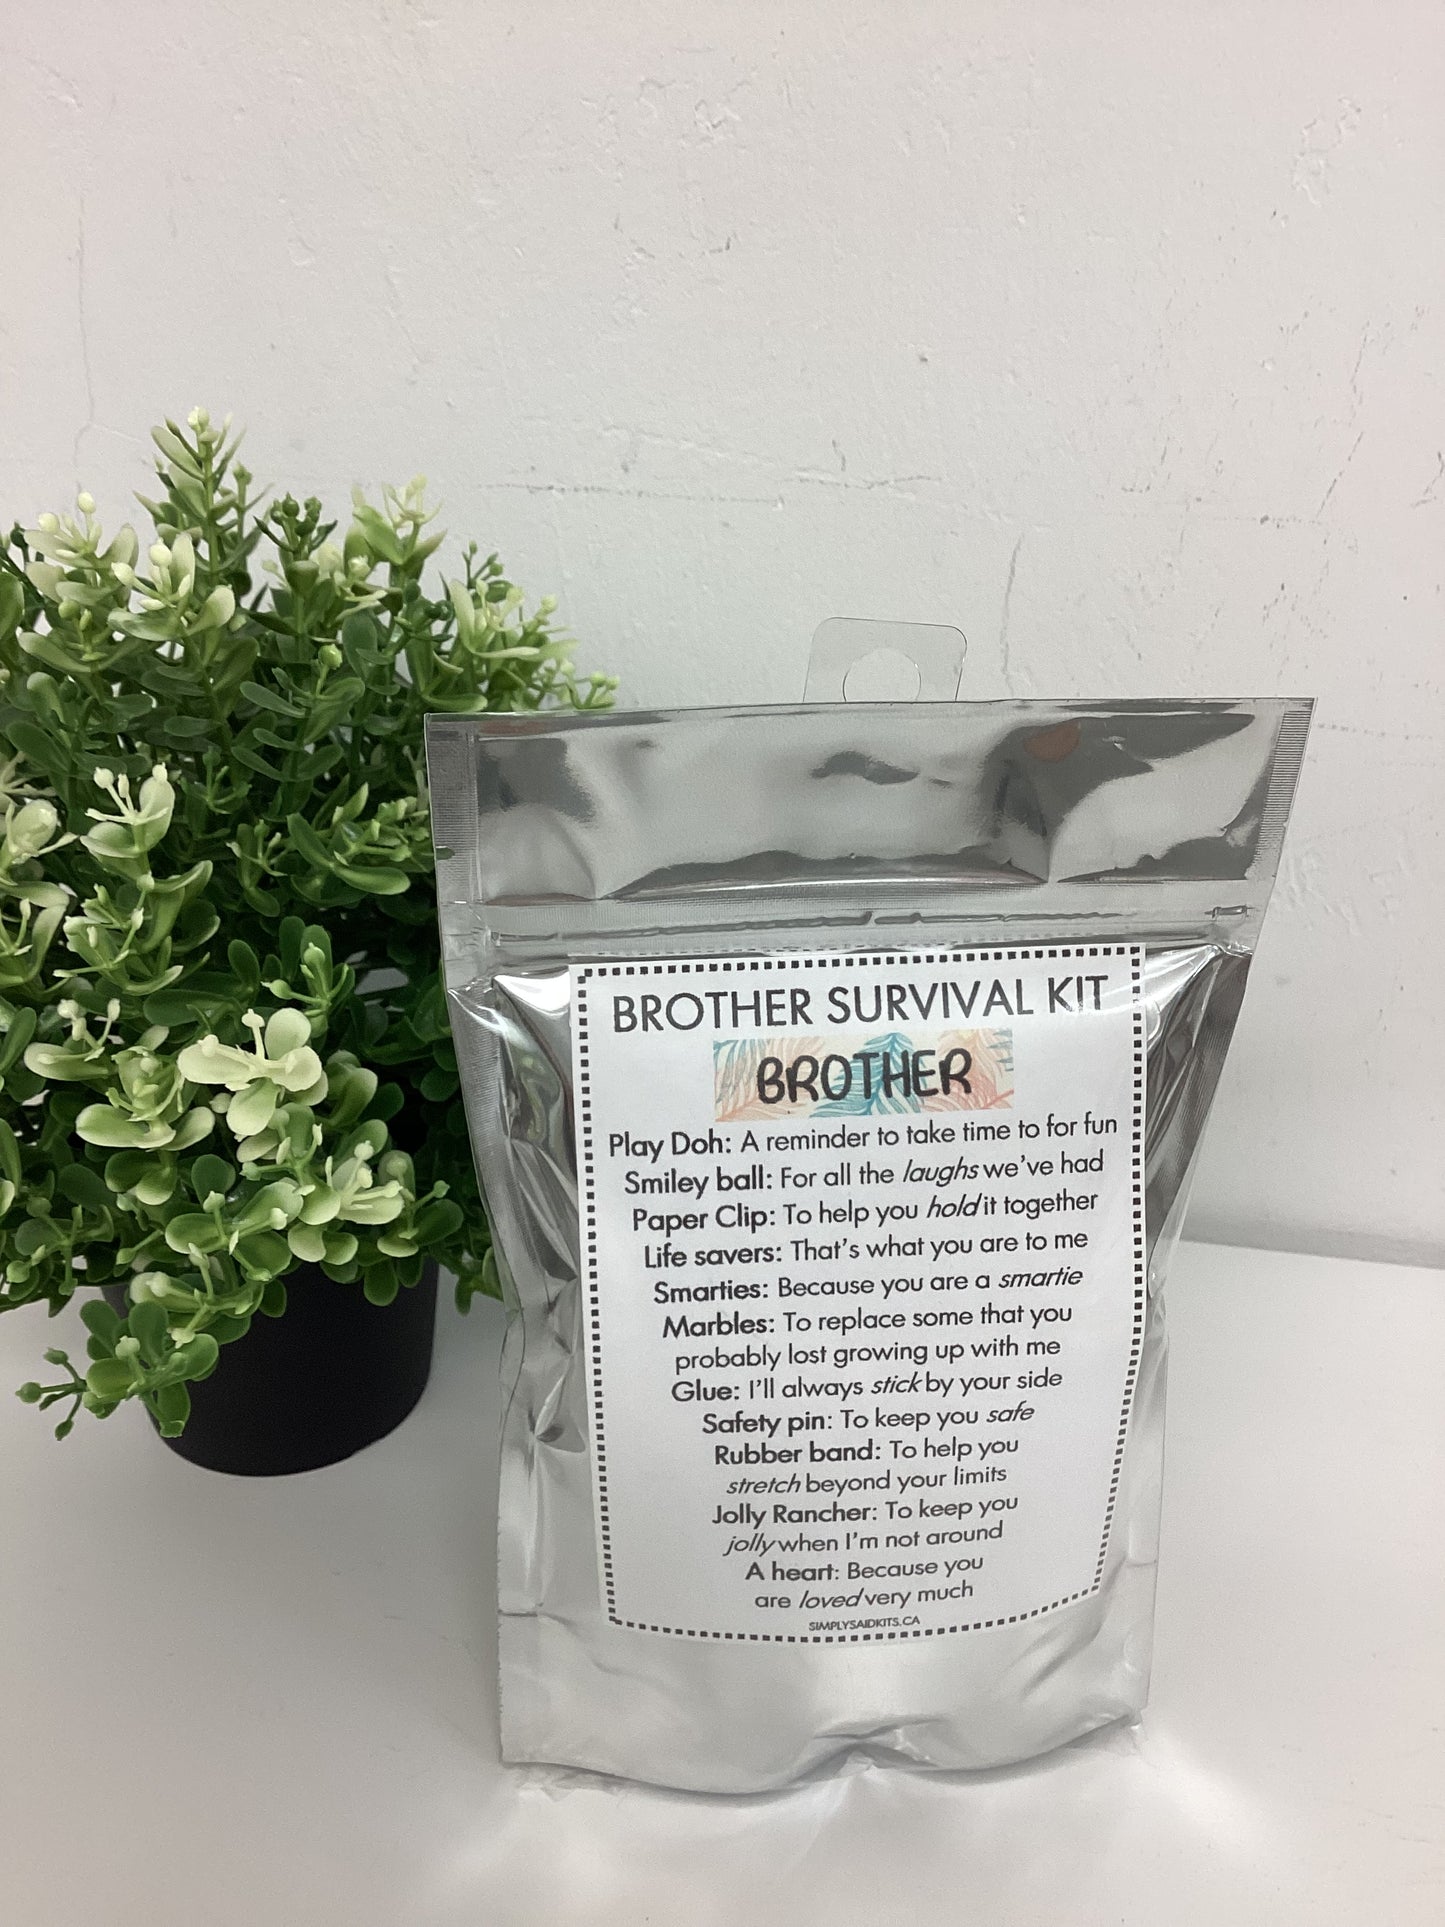 BROTHER SURVIVAL KIT
BROTHER
Play Doh: A reminder to take time to for fun
Smiley ball: For all the laughs we've had
Paper Clip: To help you hold it together
Life savers: That's what you are to me
Smarties: Because you are a smartie
Marbles: To replace some that you
probably lost growing up with me
Glue: I'll always stick by your side
Safety pin: To keep you safe
Rubber band: To help you
stretch beyond your limits
Jolly Rancher: To keep you
jolly when I'm not around
A heart: Because you
are loved very much
SIMPLYSAIDKITS.CA